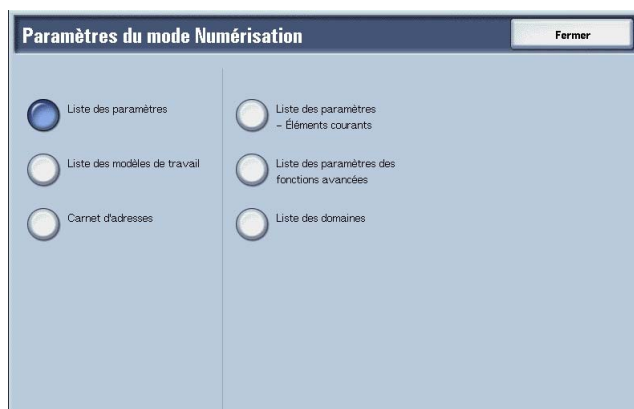 Paramètres du mode Numérisation
Fermer
Liste des paramètres
Liste des modèles de travail
Carnet d'adresses
Liste des paramètres
- Éléments courants
Liste des paramètres des
fonctions avancées
Liste des domaines